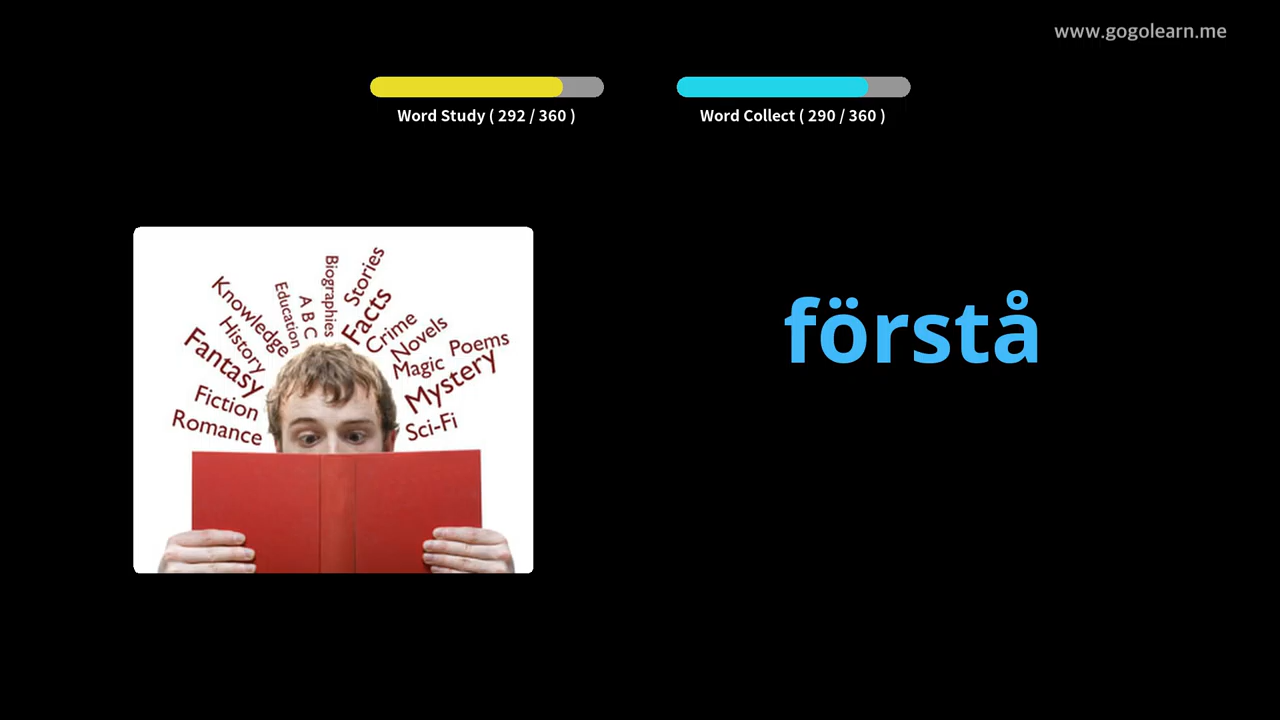 www.gogolearn.me
Word Study ( 292 / 360 )
Word Collect ( 290 / 360 )
förstå
Knowledge
History
Fantasy
Fiction
Romance
Education
A B C
Biographies
Stories
Facts
Crime
Novels
Magic
Poems
Mystery
Sci-Fi